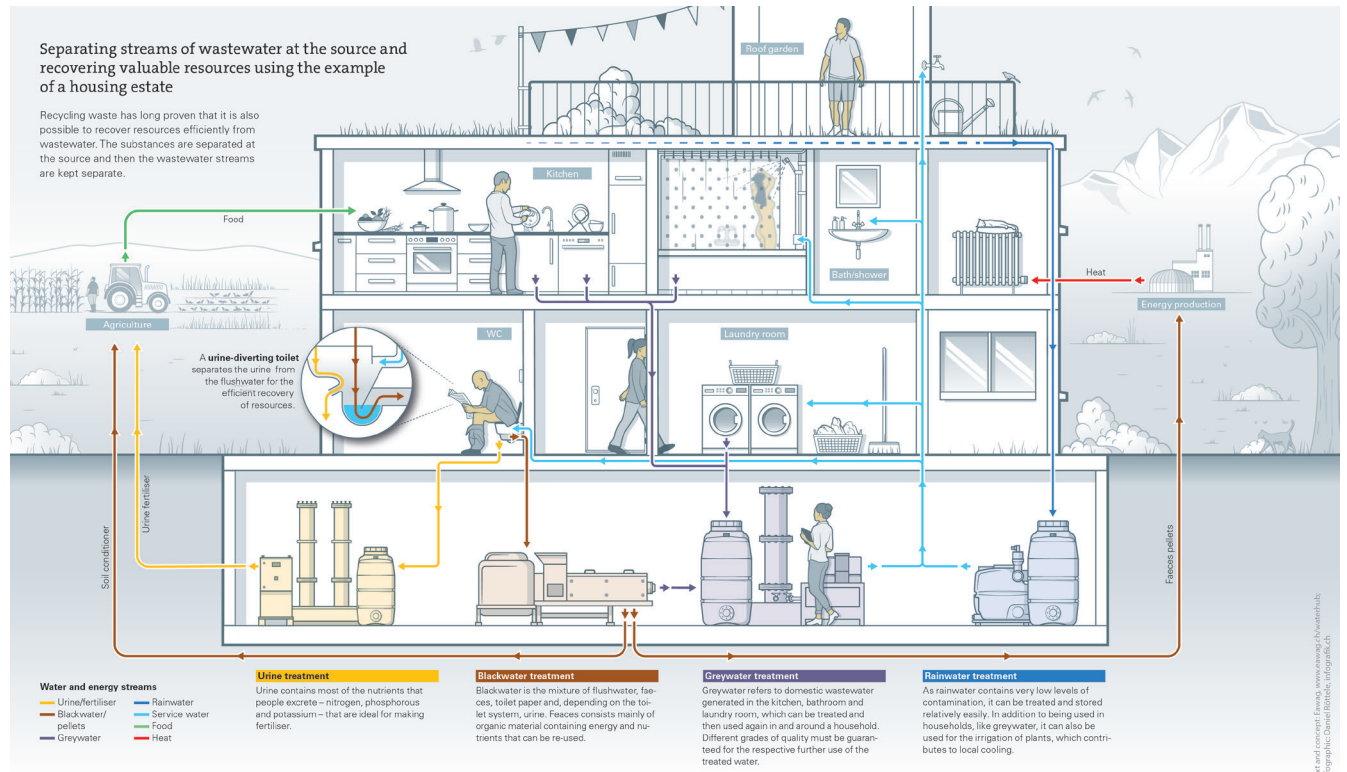 Separating streams of wastewater at the source and
recovering valuable resources using the example
of a housing estate
Recycling waste has long proven that it is also
possible to recover resources efficiently from
wastewater. The substances are separated at
the source and then the wastewater streams
are kept separate.
Roof garden
Kitchen
Bath/shower
Food
Agriculture
Heat
Energy production
WC
Laundry room
A urine-diverting toilet
separates the urine from
the flushwater for the
efficient recovery
of resources.
Soil conditioner
Urine fertiliser
Faeces pellets
Water and energy streams
Urine/fertiliser
Blackwater/
pellets
Greywater
Rainwater
Service water
Food
Heat
Urine treatment
Urine contains most of the nutrients that
people excrete – nitrogen, phosphorous
and potassium – that are ideal for making
fertiliser.
Blackwater treatment
Blackwater is the mixture of flushwater, fae-
ces, toilet paper and, depending on the toi-
let system, urine. Feaces consists mainly of
organic material containing energy and nu-
trients that can be re-used.
Greywater treatment
Greywater refers to domestic wastewater
generated in the kitchen, bathroom and
laundry room, which can be treated and
then used again in and around a household.
Different grades of quality must be guaran-
teed for the respective further use of the
treated water.
Rainwater treatment
As rainwater contains very low levels of
contamination, it can be treated and stored
relatively easily. In addition to being used in
households, like greywater, it can also be
used for the irrigation of plants, which contri-
butes to local cooling.
and concept: Eawag, www.eawag.ch/waterhub;
Daniel Röttele, infografik.ch